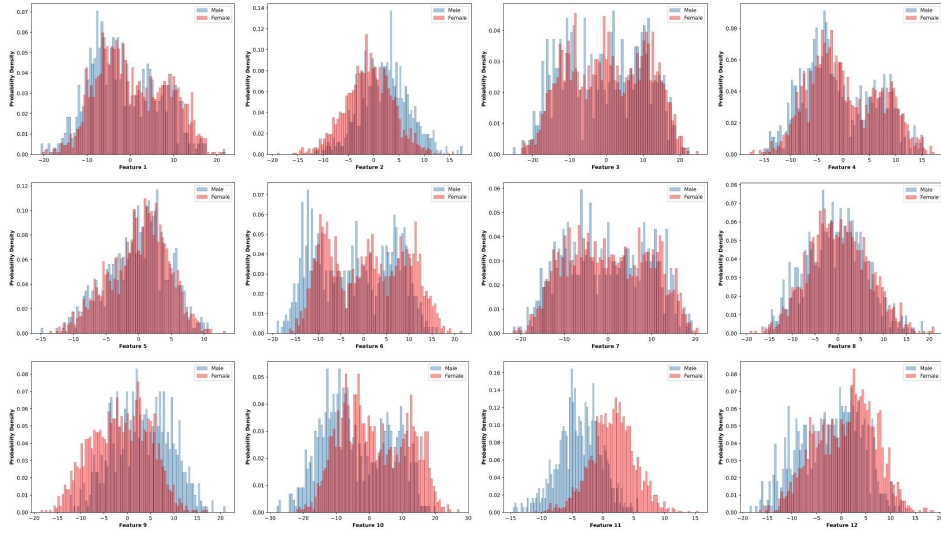 Male
Female
Probability Density
0.07
0.06
0.05
0.04
0.03
0.02
0.01
0.00
−20 −10 0 10 20
Feature 1
Male
Female
Probability Density
0.14
0.12
0.10
0.08
0.06
0.04
0.02
0.00
−20 −15 −10 −5 0 5 10 15
Feature 2
Male
Female
Probability Density
0.04
0.03
0.02
0.01
0.00
−20 −10 0 10 20
Feature 3
Male
Female
Probability Density
0.08
0.06
0.04
0.02
0.00
−20 −15 −10 −5 0 5 10 15
Feature 4
Male
Female
Probability Density
0.12
0.10
0.08
0.06
0.04
0.02
0.00
−15 −10 −5 0 5 10
Feature 5
Male
Female
Probability Density
0.07
0.06
0.05
0.04
0.03
0.02
0.01
0.00
−20 −15 −10 −5 0 5 10 15 20
Feature 6
Male
Female
Probability Density
0.06
0.05
0.04
0.03
0.02
0.01
0.00
−20 −10 0 10 20
Feature 7
Male
Female
Probability Density
0.08
0.07
0.06
0.05
0.04
0.03
0.02
0.01
0.00
−20 −15 −10 −5 0 5 10 15 20
Feature 8
Male
Female
Probability Density
0.08
0.07
0.06
0.05
0.04
0.03
0.02
0.01
0.00
−20 −15 −10 −5 0 5 10 15 20
Feature 9
Male
Female
Probability Density
0.05
0.04
0.03
0.02
0.01
0.00
−30 −20 −10 0 10 20 30
Feature 10
Male
Female
Probability Density
0.16
0.14
0.12
0.10
0.08
0.06
0.04
0.02
0.00
−15 −10 −5 0 5 10 15
Feature 11
Male
Female
Probability Density
0.08
0.07
0.06
0.05
0.04
0.03
0.02
0.01
0.00
−20 −15 −10 −5 0 5 10 15 20
Feature 12